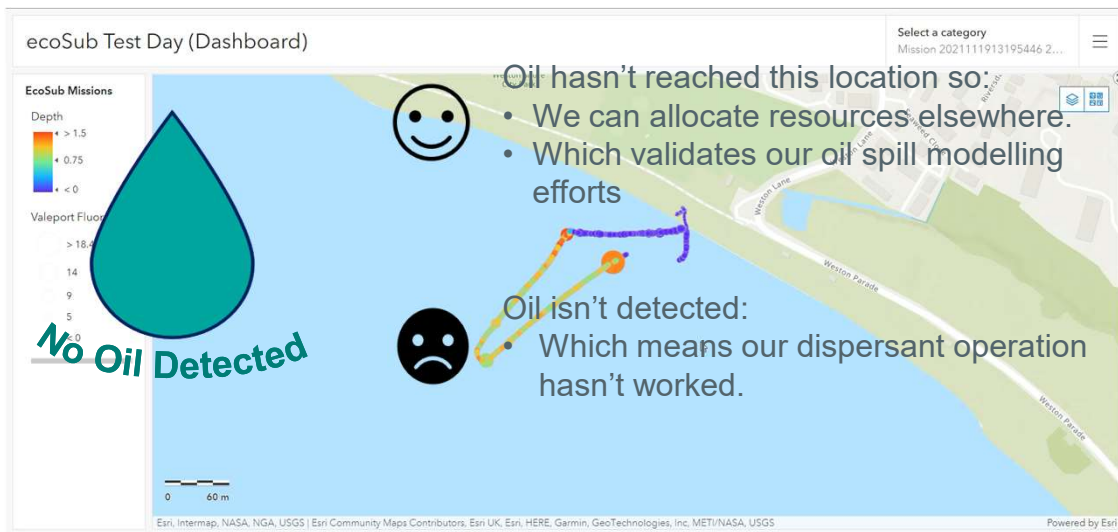 ecoSub Test Day (Dashboard)
Select a category
Mission 2021111913195446 2...
EcoSub Missions
Depth
> 1.5
0.75
< 0
Valeport Fluor
> 18.4
14
9
5
< 0
No Oil Detected
Oil hasn't reached this location so:
• We can allocate resources elsewhere.
• Which validates our oil spill modelling
efforts
Oil isn't detected:
• Which means our dispersant operation
hasn't worked.
Weston Lane
Seaweed Cl
Weston Parade
Weston Parade
0 60 m
Esri, Intermap, NASA, NGA, USGS | Esri Community Maps Contributors, Esri UK, Esri, HERE, Garmin, GeoTechnologies, Inc, METI/NASA, USGS
Powered by Esri